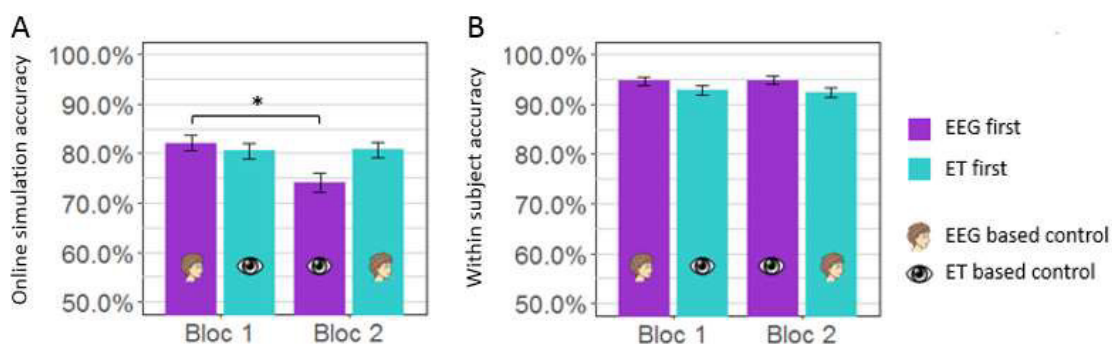 A
Online simulation accuracy
100.0%
90.0%
80.0%
70.0%
60.0%
50.0%
*
Bloc 1
Bloc 2
B
Within subject accuracy
100.0%
90.0%
80.0%
70.0%
60.0%
50.0%
Bloc 1
Bloc 2
EEG first
ET first
EEG based control
ET based control